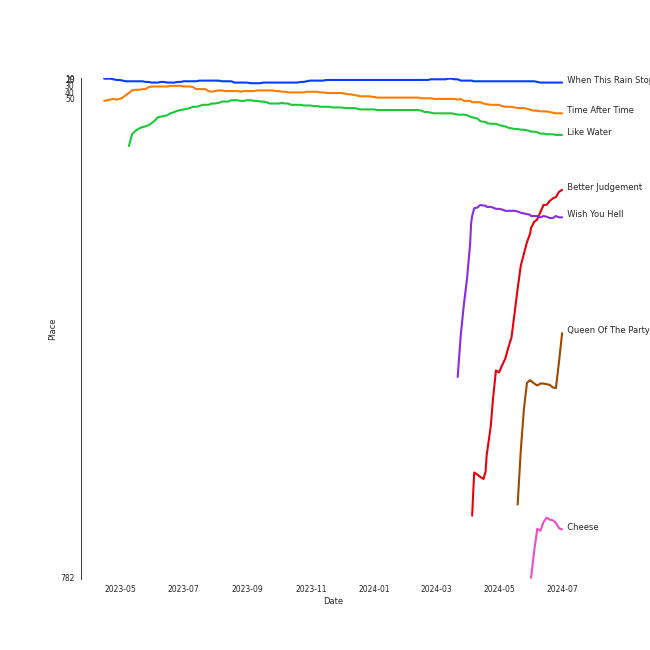 50
When This Rain Stop
Time After Time
Like Water
Better Judgement
Wish You Hell
Queen Of The Party
Cheese
782
Place
2023-05 2023-07 2023-09 2023-11 2024-01 2024-03 2024-05 2024-07
Date